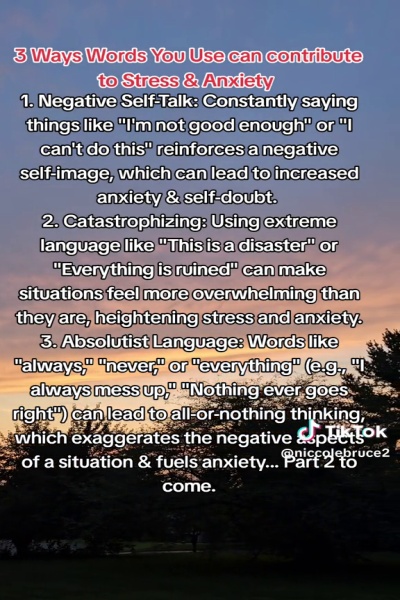 3 Ways Words You Use can contribute
to Stress & Anxiety
1. Negative Self-Talk: Constantly saying
things like "I'm not good enough" or "I
can't do this" reinforces a negative
self-image, which can lead to increased
anxiety & self-doubt.
2. Catastrophizing: Using extreme
language like "This is a disaster" or
"Everything is ruined" can make
situations feel more overwhelming than
they are, heightening stress and anxiety.
3. Absolutist Language: Words like
"always," "never," or "everything" (e.g., "I
always mess up," "Nothing ever goes
right") can lead to all-or-nothing thinking,
which exaggerates the negative aspects
of a situation & fuels anxiety... Part 2 to
come.
TikTok
@niccolebruce2